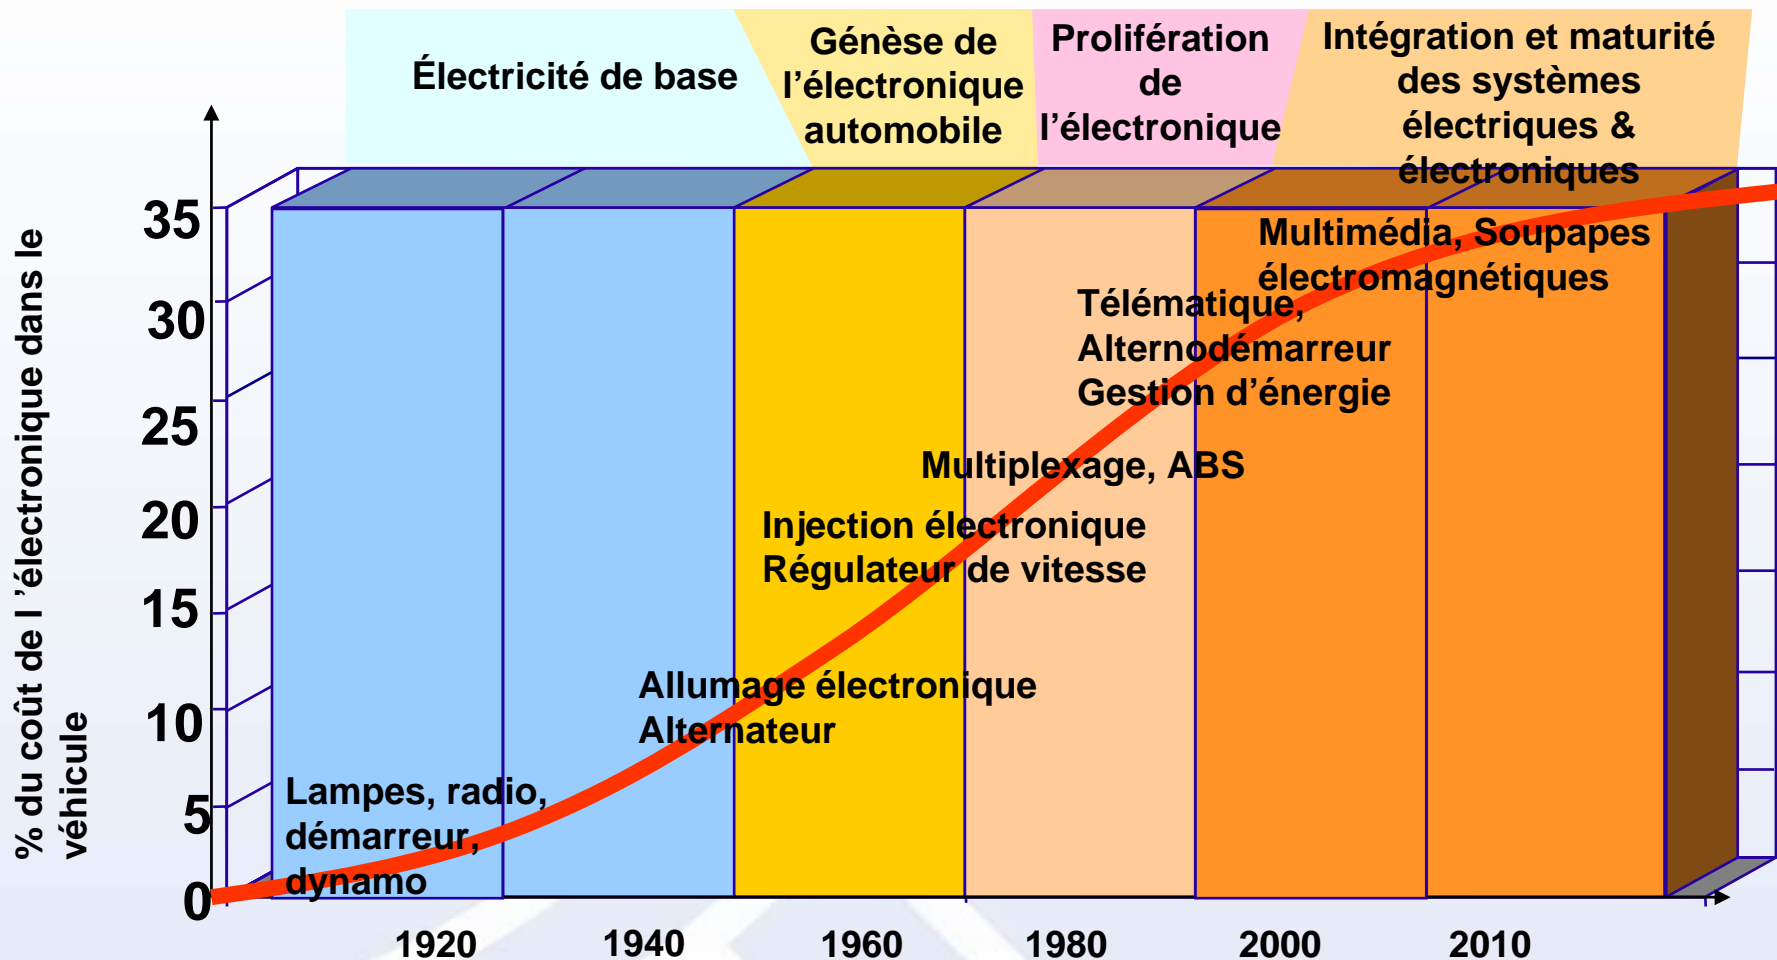 Électricité de base
Génèse de
l’électronique
automobile
Prolifération
de
l’électronique
Intégration et maturité
des systèmes
électriques &
électroniques
% du coût de l ’électronique dans le
véhicule
35
30
25
20
15
10
5
0
Multimédia, Soupapes
électromagnétiques
Télématique,
Alternodémarreur
Gestion d’énergie
Multiplexage, ABS
Injection électronique
Régulateur de vitesse
Allumage électronique
Alternateur
Lampes, radio,
démarreur,
dynamo
1920 1940 1960 1980 2000 2010